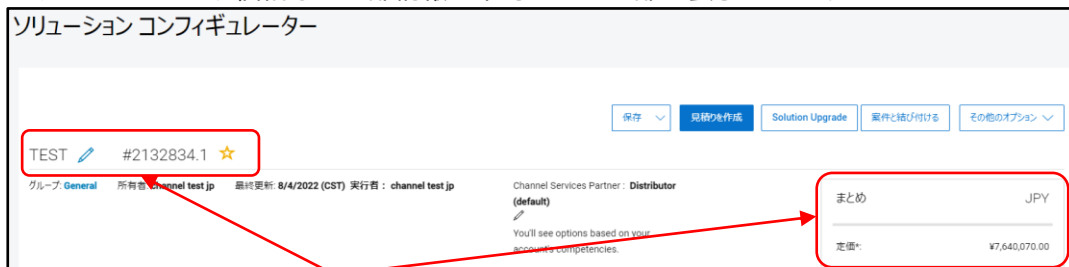 ソリューション コンフィギュレーター
保存
見積りを作成
Solution Upgrade
案件と結び付ける
その他のオプション
TEST
#2132834.1
グループ: General 所有者: channel test jp 最終更新: 8/4/2022 (CST) 実行者： channel test jp
Channel Services Partner : Distributor
(default)
You'll see options based on your
account's competencies.
まとめ JPY
定価*: ¥7,640,070.00